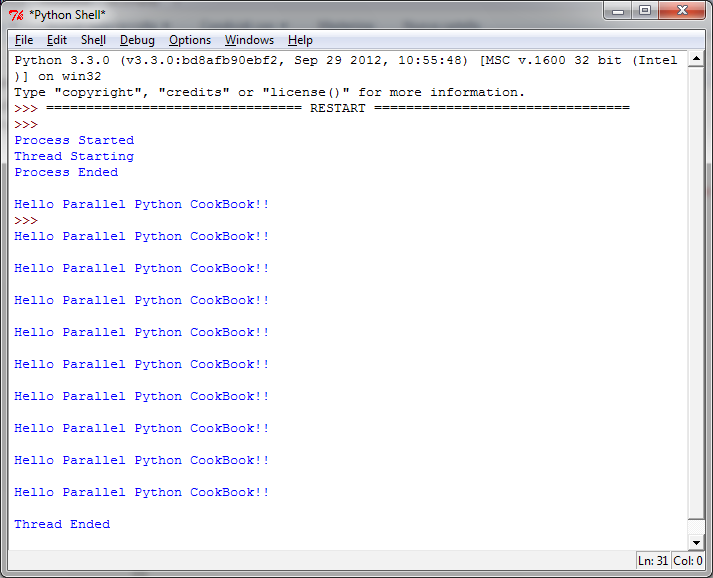 *Python Shell*
File Edit Shell Debug Options Windows Help
Python 3.3.0 (v3.3.0:bd8afb90ebf2, Sep 29 2012, 10:55:48) [MSC v.1600 32 bit (Intel
)] on win32
Type "copyright", "credits" or "license()" for more information.
>>> ================================ RESTART ================================
>>>
Process Started
Thread Starting
Process Ended
Hello Parallel Python CookBook!!
>>>
Hello Parallel Python CookBook!!
Hello Parallel Python CookBook!!
Hello Parallel Python CookBook!!
Hello Parallel Python CookBook!!
Hello Parallel Python CookBook!!
Hello Parallel Python CookBook!!
Hello Parallel Python CookBook!!
Hello Parallel Python CookBook!!
Hello Parallel Python CookBook!!
Thread Ended
Ln: 31 Col: 0